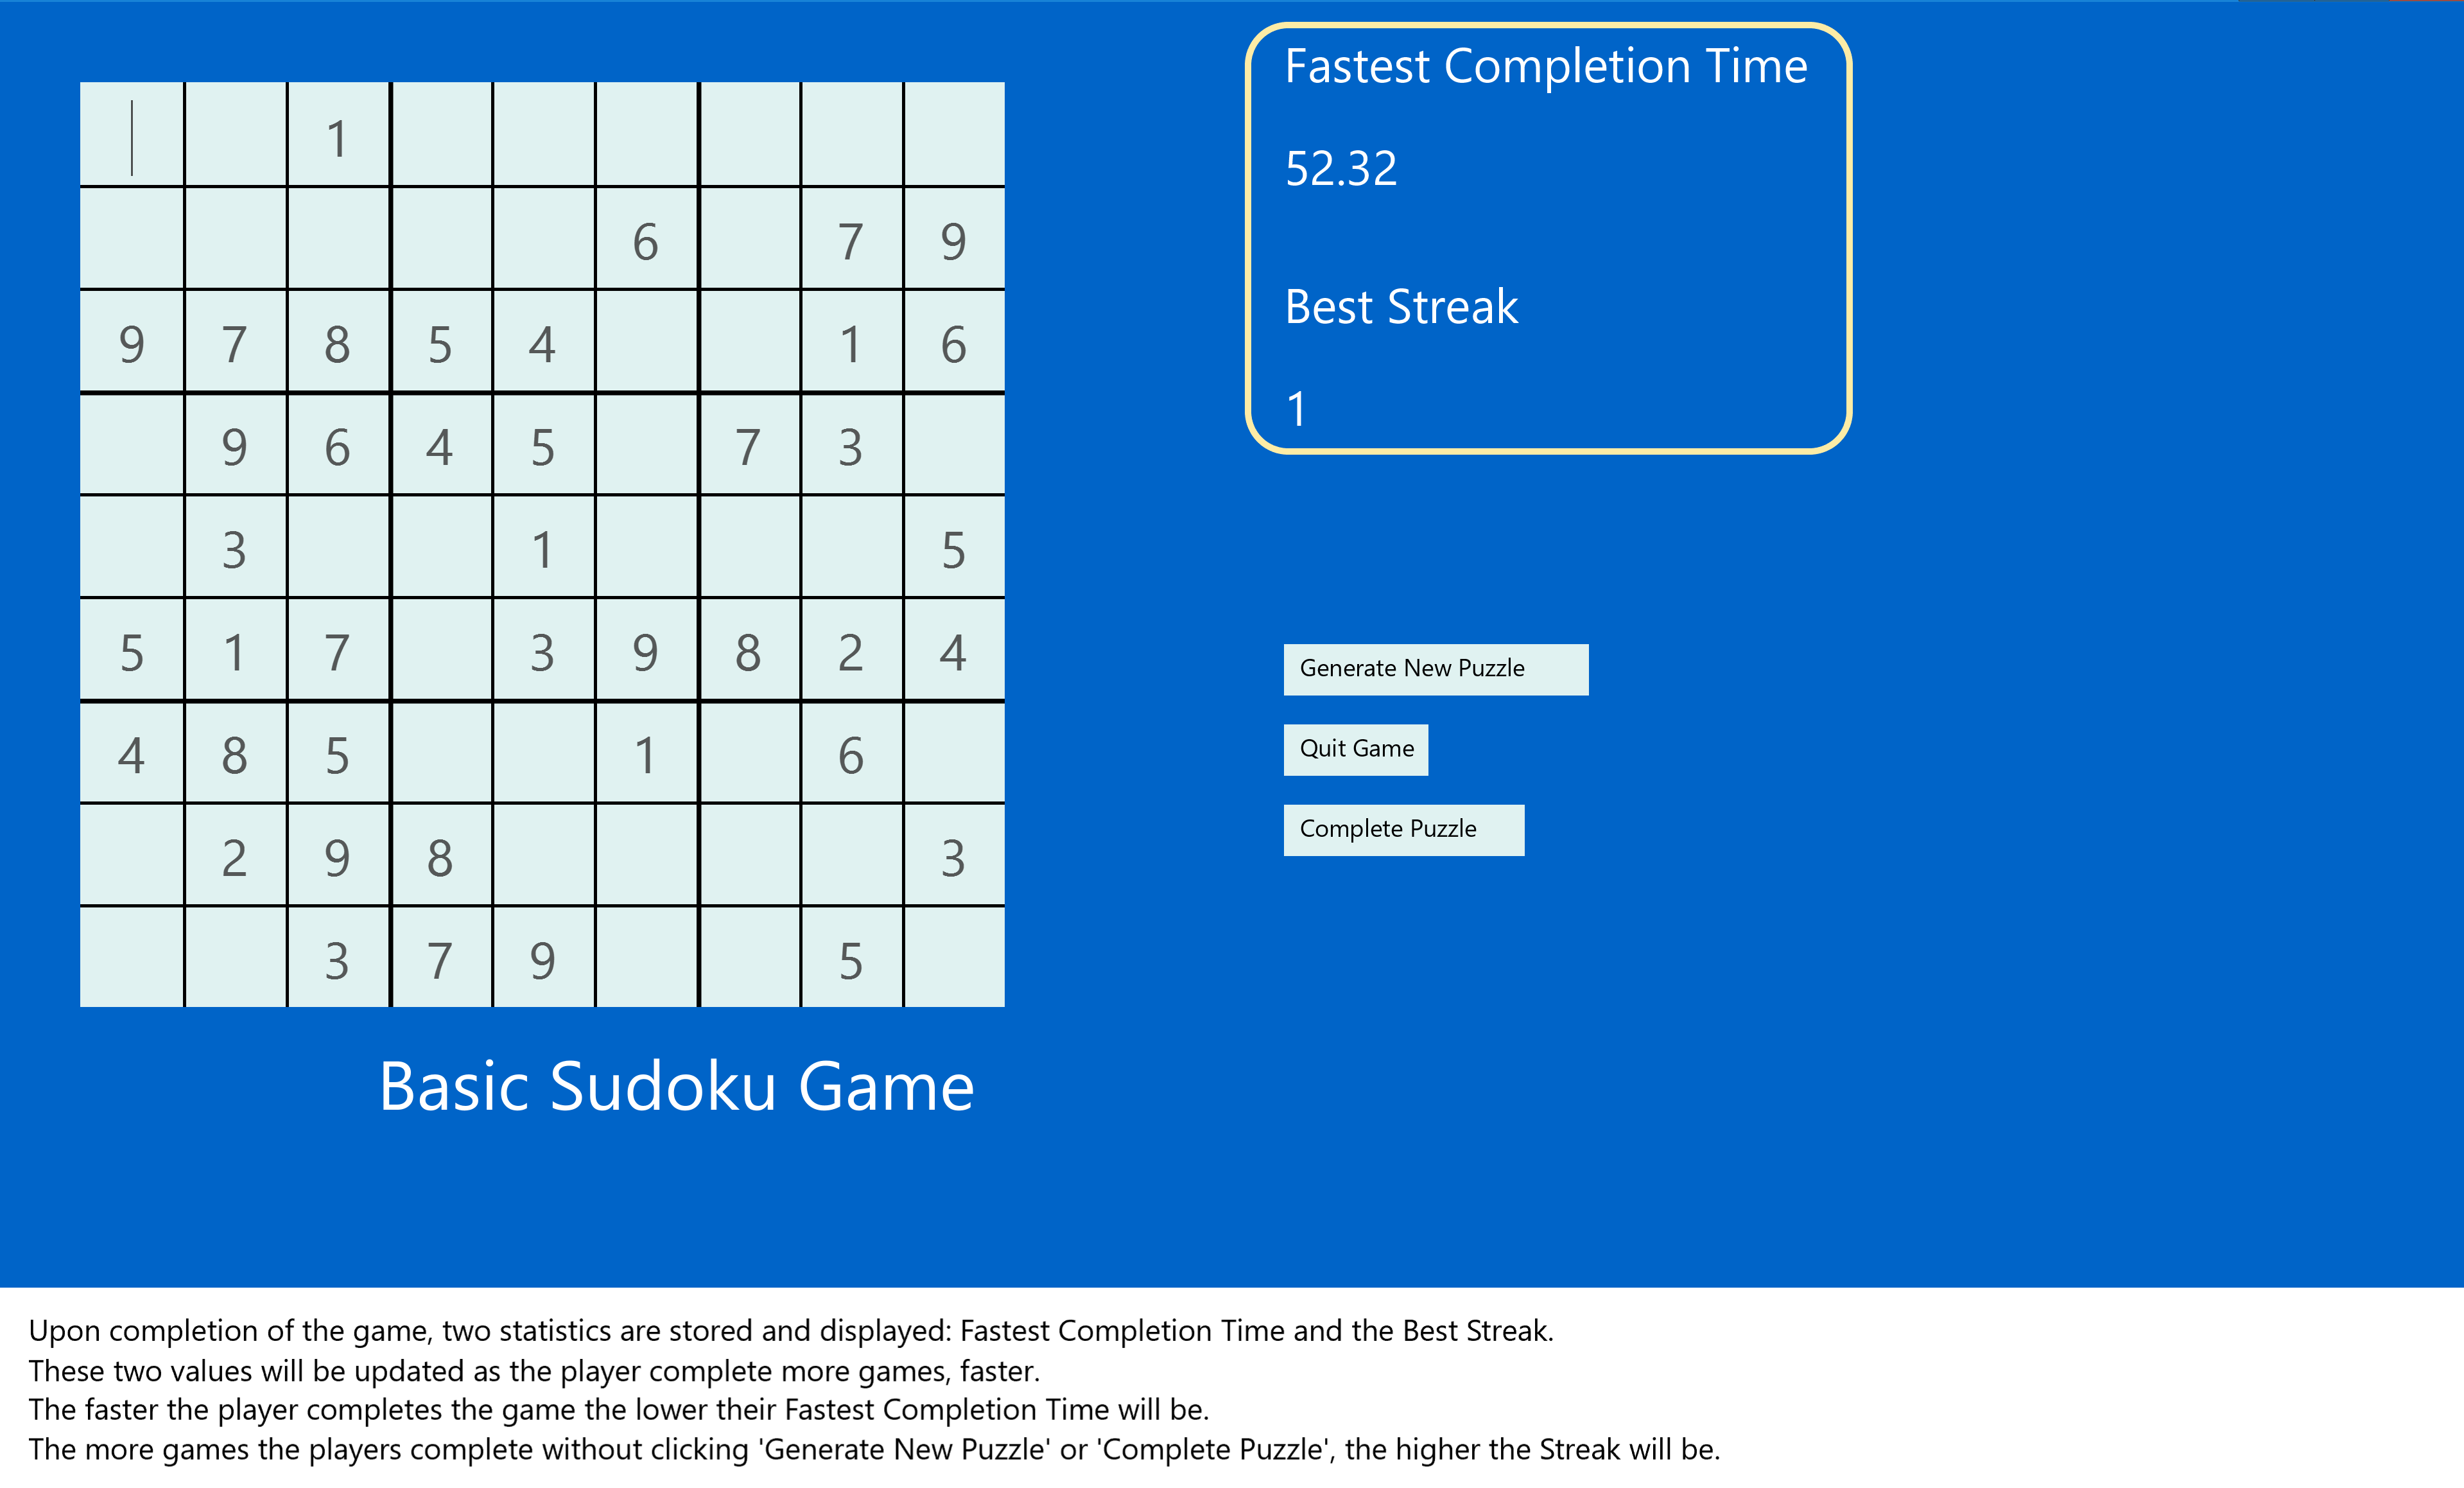 1
6 7 9
9 7 8 5 4 1 6
9 6 4 5 7 3
3 1 5
5 1 7 3 9 8 2 4
4 8 5 1 6
2 9 8 3
3 7 9 5
Basic Sudoku Game
Fastest Completion Time
52.32
Best Streak
1
Generate New Puzzle
Quit Game
Complete Puzzle
Upon completion of the game, two statistics are stored and displayed: Fastest Completion Time and the Best Streak.
These two values will be updated as the player complete more games, faster.
The faster the player completes the game the lower their Fastest Completion Time will be.
The more games the players complete without clicking 'Generate New Puzzle' or 'Complete Puzzle', the higher the Streak will be.